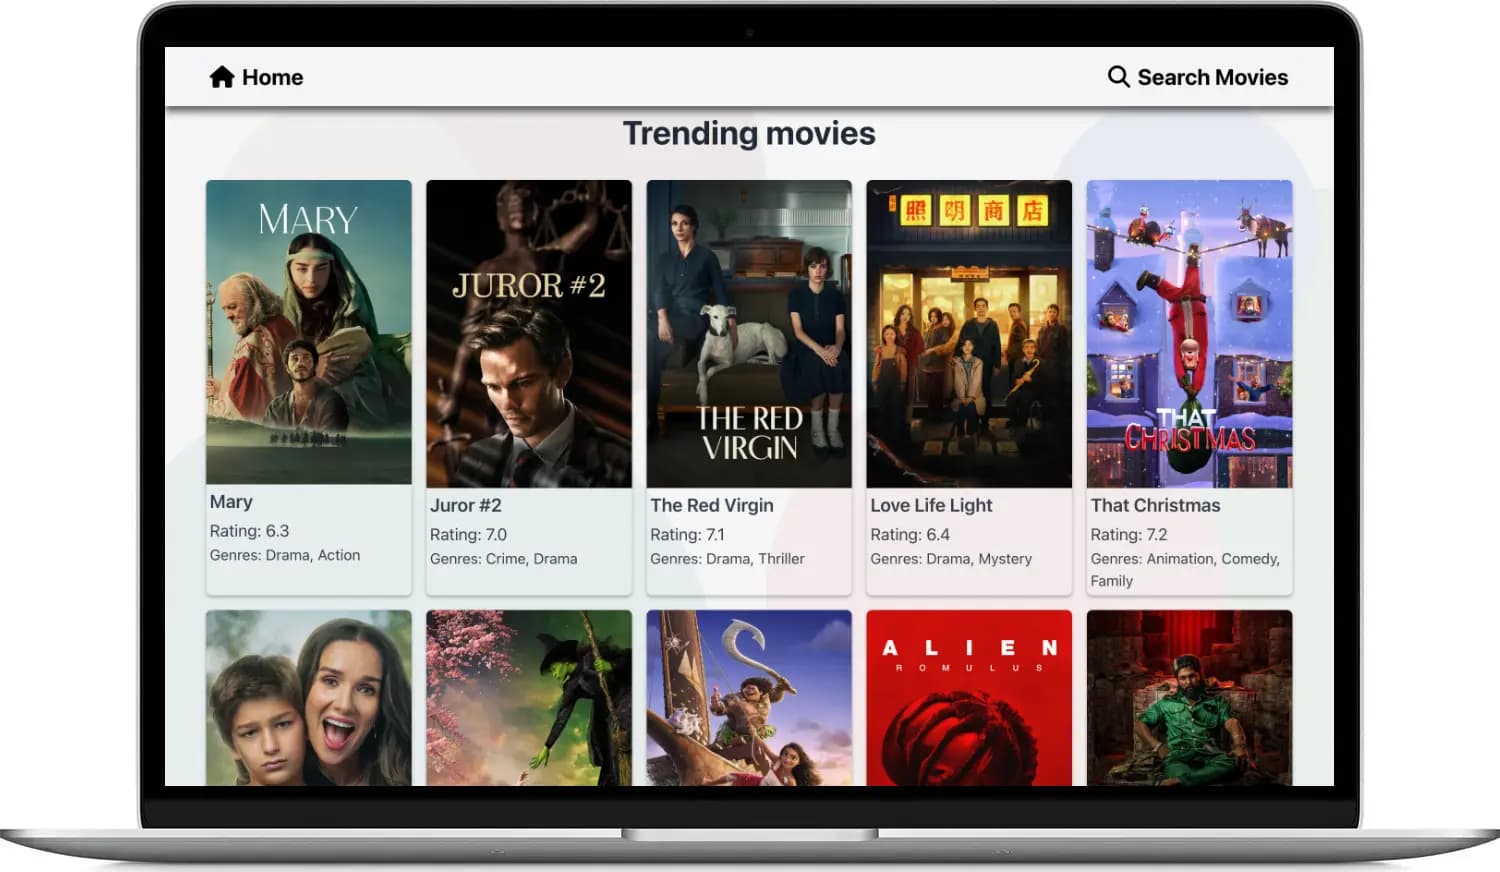 Home
Search Movies
Trending movies
MARY
JUROR #2
THE RED
VIRGIN
照明商店
THAT
CHRISTMAS
Mary
Rating: 6.3
Genres: Drama, Action
Juror #2
Rating: 7.0
Genres: Crime, Drama
The Red Virgin
Rating: 7.1
Genres: Drama, Thriller
Love Life Light
Rating: 6.4
Genres: Drama, Mystery
That Christmas
Rating: 7.2
Genres: Animation, Comedy,
Family
ALIEN
ROMULUS